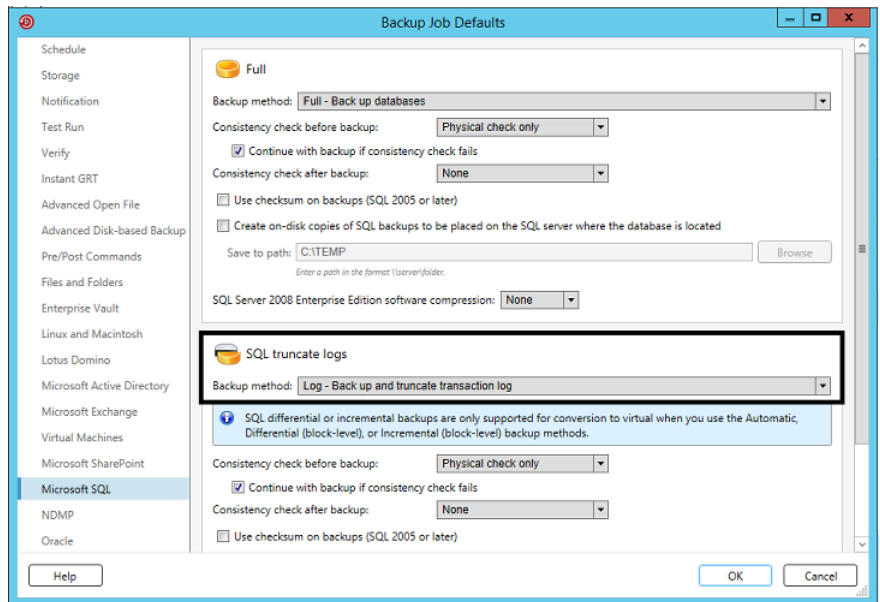 Backup Job Defaults
Schedule
Storage
Notification
Test Run
Verify
Instant GRT
Advanced Open File
Advanced Disk-based Backup
Pre/Post Commands
Files and Folders
Enterprise Vault
Linux and Macintosh
Lotus Domino
Microsoft Active Directory
Microsoft Exchange
Virtual Machines
Microsoft SharePoint
Microsoft SQL
NDMP
Oracle
Full
Backup method: Full - Back up databases
Consistency check before backup: Physical check only
Continue with backup if consistency check fails
Consistency check after backup: None
Use checksum on backups (SQL 2005 or later)
Create on-disk copies of SQL backups to be placed on the SQL server where the database is located
Save to path: C:\TEMP Browse
Enter a path in the format \\server\folder.
SQL Server 2008 Enterprise Edition software compression: None
SQL truncate logs
Backup method: Log - Back up and truncate transaction log
SQL differential or incremental backups are only supported for conversion to virtual when you use the Automatic,
Differential (block-level), or Incremental (block-level) backup methods.
Consistency check before backup: Physical check only
Continue with backup if consistency check fails
Consistency check after backup: None
Use checksum on backups (SQL 2005 or later)
Help OK Cancel